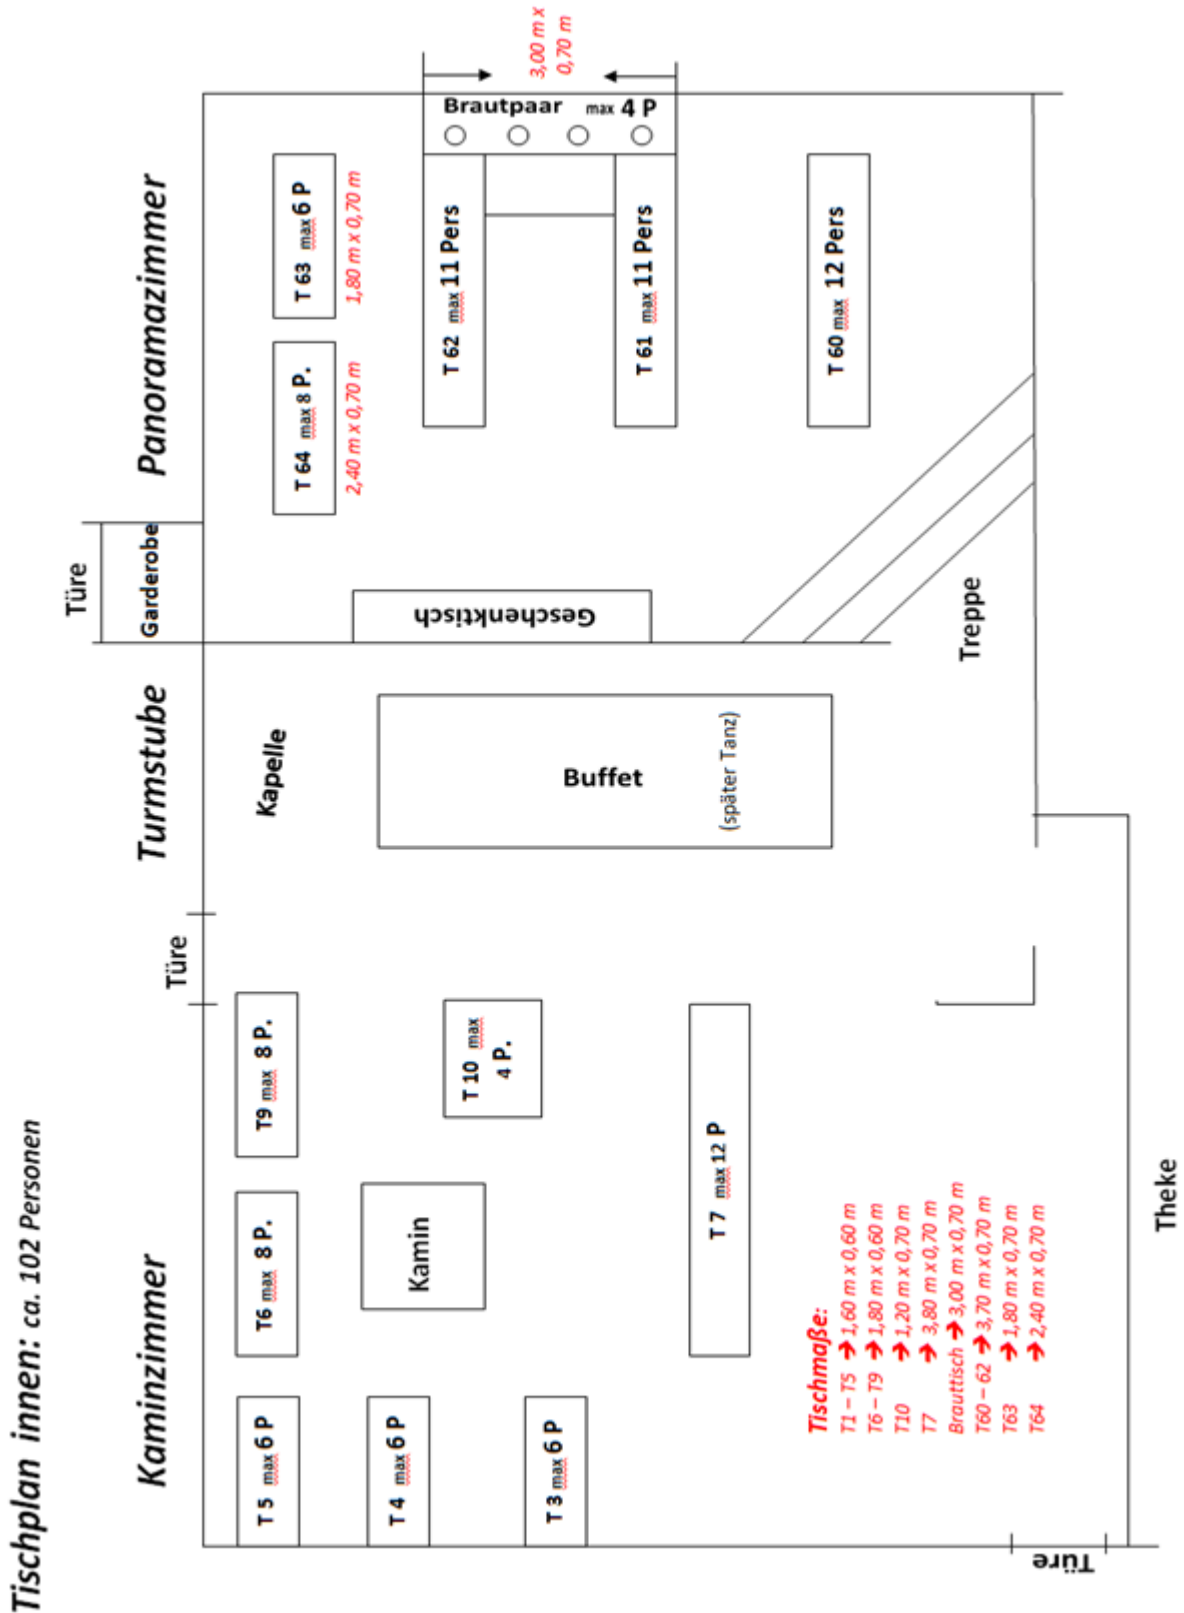 Tischplan innen: ca. 102 Personen
Kaminzimmer
Turmstube
Panoramazimmer
Türe
Türe
Garderobe
T 5 max 6 P
T6 max 8 P.
T9 max 8 P.
Kapelle
T 64 max 8 P.
T 63 max 6 P
2,40 m x 0,70 m
1,80 m x 0,70 m
T 4 max 6 P
Kamin
T 10 max
4 P.
Geschenktisch
T 62 max 11 Pers
Brautpaar max 4 P
3,00 m x
0,70 m
T 3 max 6 P
Buffet
T 61 max 11 Pers
T 7 max 12 P
(später Tanz)
T 60 max 12 Pers
Tischmaße:
T1 – T5 ➔ 1,60 m x 0,60 m
T6 – T9 ➔ 1,80 m x 0,60 m
T10 ➔ 1,20 m x 0,70 m
T7 ➔ 3,80 m x 0,70 m
Brauttisch ➔ 3,00 m x 0,70 m
T60 – 62 ➔ 3,70 m x 0,70 m
T63 ➔ 1,80 m x 0,70 m
T64 ➔ 2,40 m x 0,70 m
Treppe
Türe
Theke